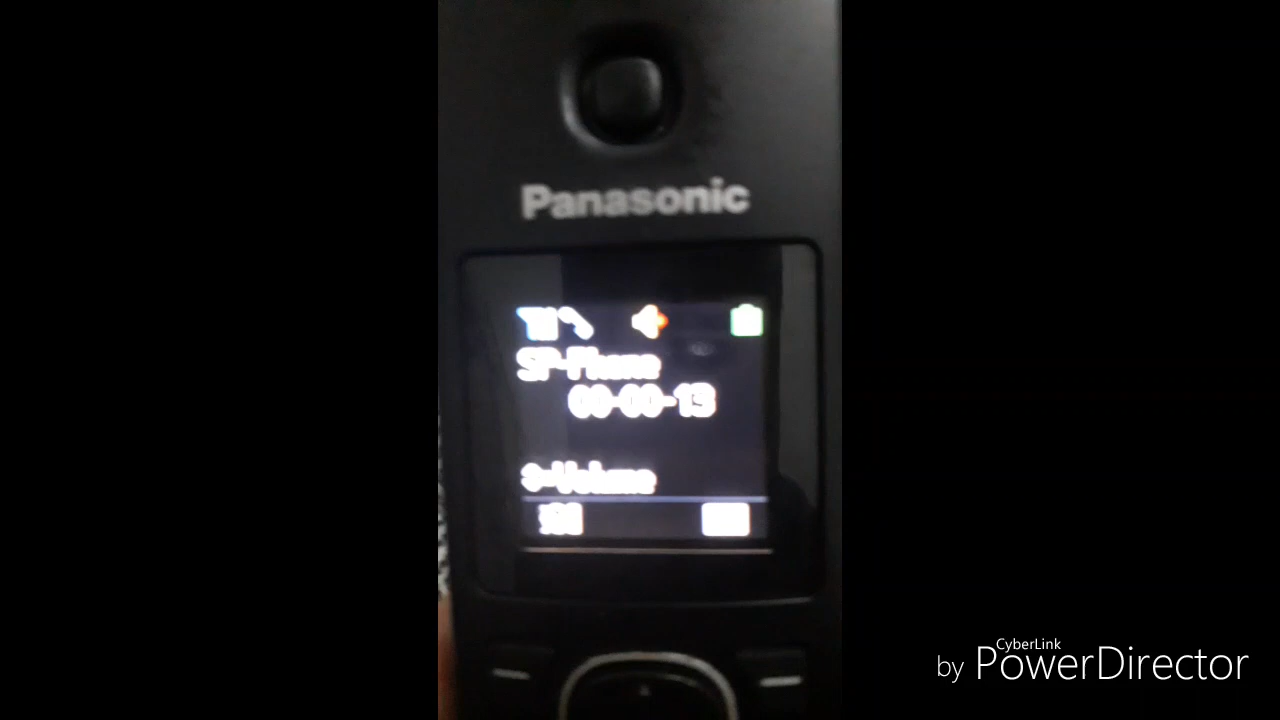 Panasonic
SP-Phone
00-00-13
-Volume
CyberLink
by PowerDirector